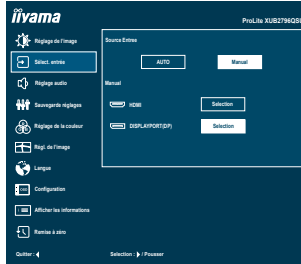 iiyama
ProLite XUB2796QSU
Réglage de l'image
Sélect. entrée
Réglage audio
Sauvegarde réglages
Réglage de la couleur
Régl. de l'image
Langue
OSD
Configuration
Afficher les informations
Remise à zéro
Source Entree
AUTO
Manual
Manual
HDMI
Selection
DISPLAYPORT(DP)
Selection
Quitter :
Selection : / Pousser